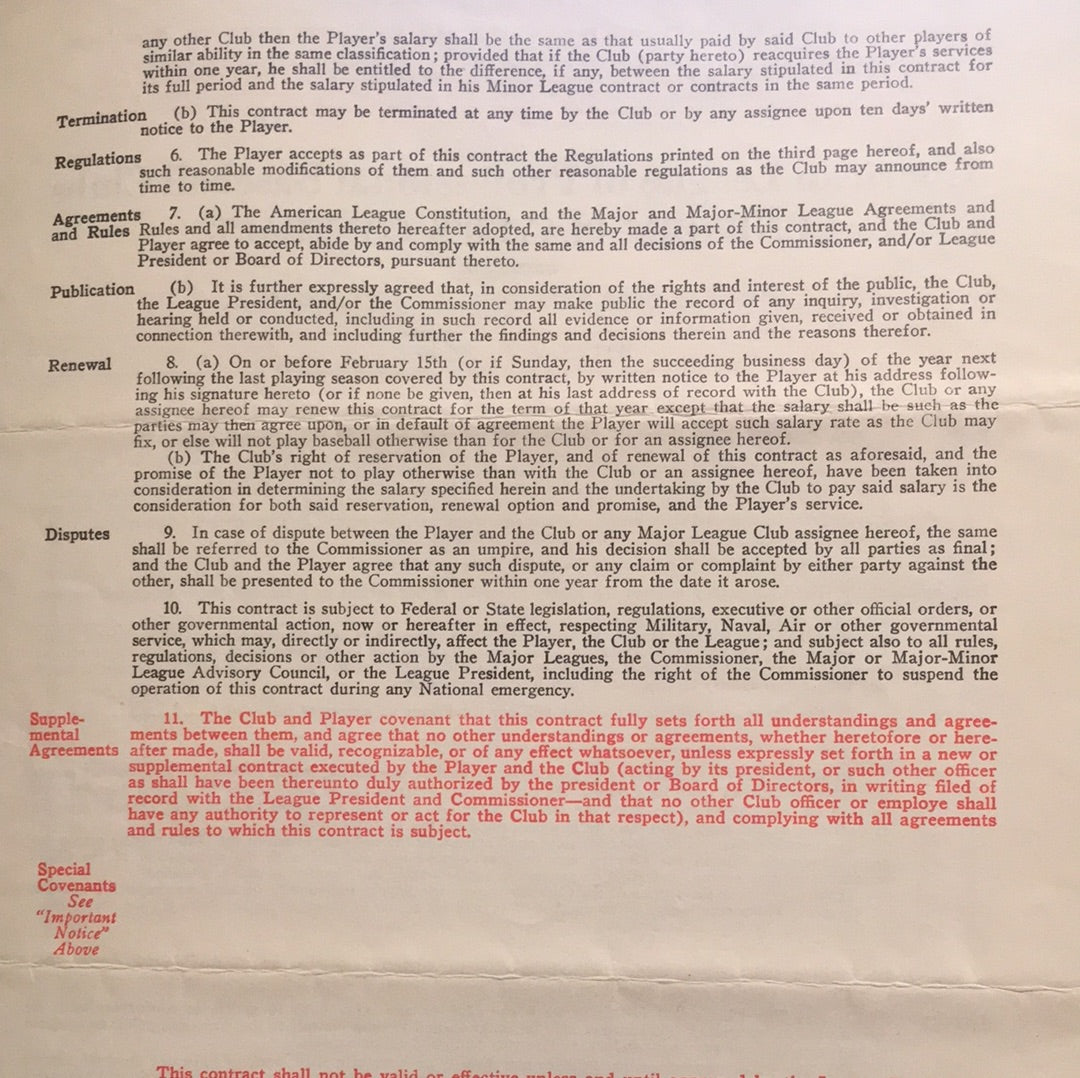 any other Club then the Player's salary shall be the same as that usually paid by said Club to other players of
similar ability in the same classification; provided that if the Club (party hereto) reacquires the Player's services
within one year, he shall be entitled to the difference, if any, between the salary stipulated in this contract for
its full period and the salary stipulated in his Minor League contract or contracts in the same period.
Termination (b) This contract may be terminated at any time by the Club or by any assignee upon ten days' written
notice to the Player.
Regulations 6. The Player accepts as part of this contract the Regulations printed on the third page hereof, and also
such reasonable modifications of them and such other reasonable regulations as the Club may announce from
time to time.
Agreements 7. (a) The American League Constitution, and the Major and Major-Minor League Agreements and
and Rules Rules and all amendments thereto hereafter adopted, are hereby made a part of this contract, and the Club and
Player agree to accept, abide by and comply with the same and all decisions of the Commissioner, and/or League
President or Board of Directors, pursuant thereto.
Publication (b) It is further expressly agreed that, in consideration of the rights and interest of the public, the Club,
the League President, and/or the Commissioner may make public the record of any inquiry, investigation or
hearing held or conducted, including in such record all evidence or information given, received or obtained in
connection therewith, and including further the findings and decisions therein and the reasons therefor.
Renewal 8. (a) On or before February 15th (or if Sunday, then the succeeding business day) of the year next
following the last playing season covered by this contract, by written notice to the Player at his address follow-
ing his signature hereto (or if none be given, then at his last address of record with the Club), the Club or any
assignee hereof may renew this contract for the term of that year except that the salary shall be such as the
parties may then agree upon, or in default of agreement the Player will accept such salary rate as the Club may
fix, or else will not play baseball otherwise than for the Club or for an assignee hereof.
(b) The Club's right of reservation of the Player, and of renewal of this contract as aforesaid, and the
promise of the Player not to play otherwise than with the Club or an assignee hereof, have been taken into
consideration in determining the salary specified herein and the undertaking by the Club to pay said salary is the
consideration for both said reservation, renewal option and promise, and the Player's service.
Disputes 9. In case of dispute between the Player and the Club or any Major League Club assignee hereof, the same
shall be referred to the Commissioner as an umpire, and his decision shall be accepted by all parties as final;
and the Club and the Player agree that any such dispute, or any claim or complaint by either party against the
other, shall be presented to the Commissioner within one year from the date it arose.
10. This contract is subject to Federal or State legislation, regulations, executive or other official orders, or
other governmental action, now or hereafter in effect, respecting Military, Naval, Air or other governmental
service, which may, directly or indirectly, affect the Player, the Club or the League; and subject also to all rules,
regulations, decisions or other action by the Major Leagues, the Commissioner, the Major or Major-Minor
League Advisory Council, or the League President, including the right of the Commissioner to suspend the
operation of this contract during any National emergency.
Supple- 11. The Club and Player covenant that this contract fully sets forth all understandings and agree-
mental ments between them, and agree that no other understandings or agreements, whether heretofore or here-
Agreements after made, shall be valid, recognizable, or of any effect whatsoever, unless expressly set forth in a new or
supplemental contract executed by the Player and the Club (acting by its president, or such other officer
as shall have been thereunto duly authorized by the president or Board of Directors, in writing filed of
record with the League President and Commissioner—and that no other Club officer or employe shall
have any authority to represent or act for the Club in that respect), and complying with all agreements
and rules to which this contract is subject.
Special
Covenants
See
"Important
Notice"
Above
This contract shall not be valid or effective unless and until